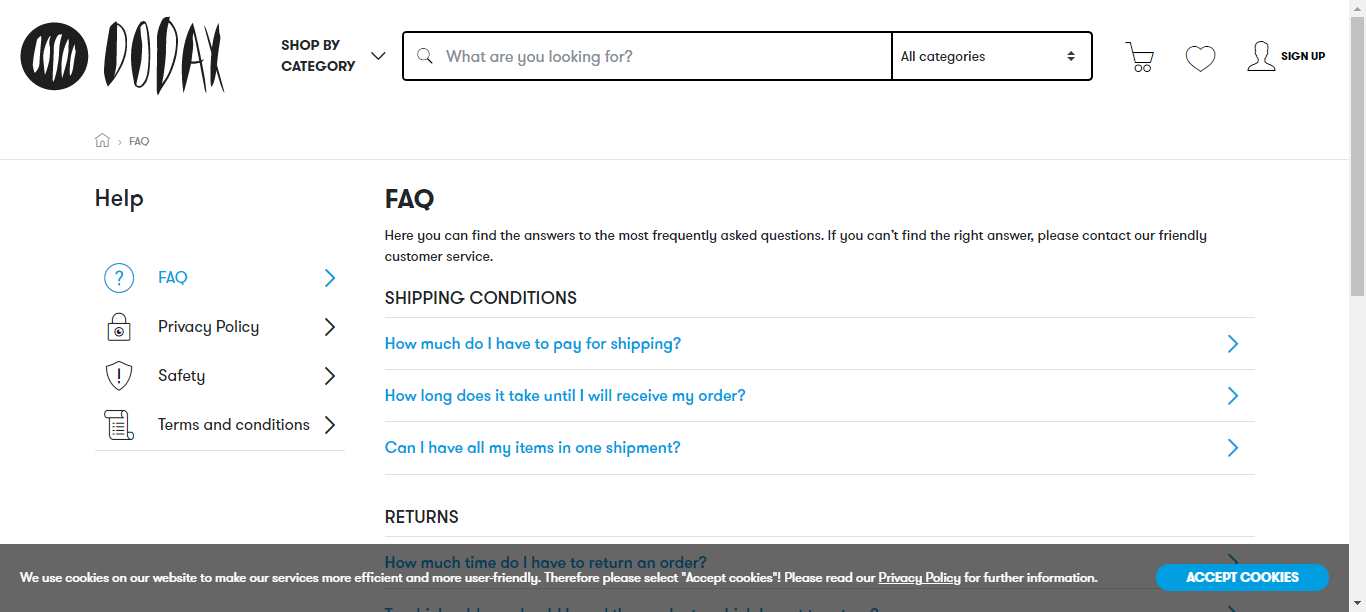 DODAX
SHOP BY
CATEGORY
What are you looking for?
All categories
SIGN UP
FAQ
Help
FAQ
Privacy Policy
Safety
Terms and conditions
FAQ
Here you can find the answers to the most frequently asked questions. If you can't find the right answer, please contact our friendly
customer service.
SHIPPING CONDITIONS
How much do I have to pay for shipping?
How long does it take until I will receive my order?
Can I have all my items in one shipment?
RETURNS
How much time do I have to return an order?
We use cookies on our website to make our services more efficient and more user-friendly. Therefore please select "Accept cookies"! Please read our Privacy Policy for further information.
ACCEPT COOKIES